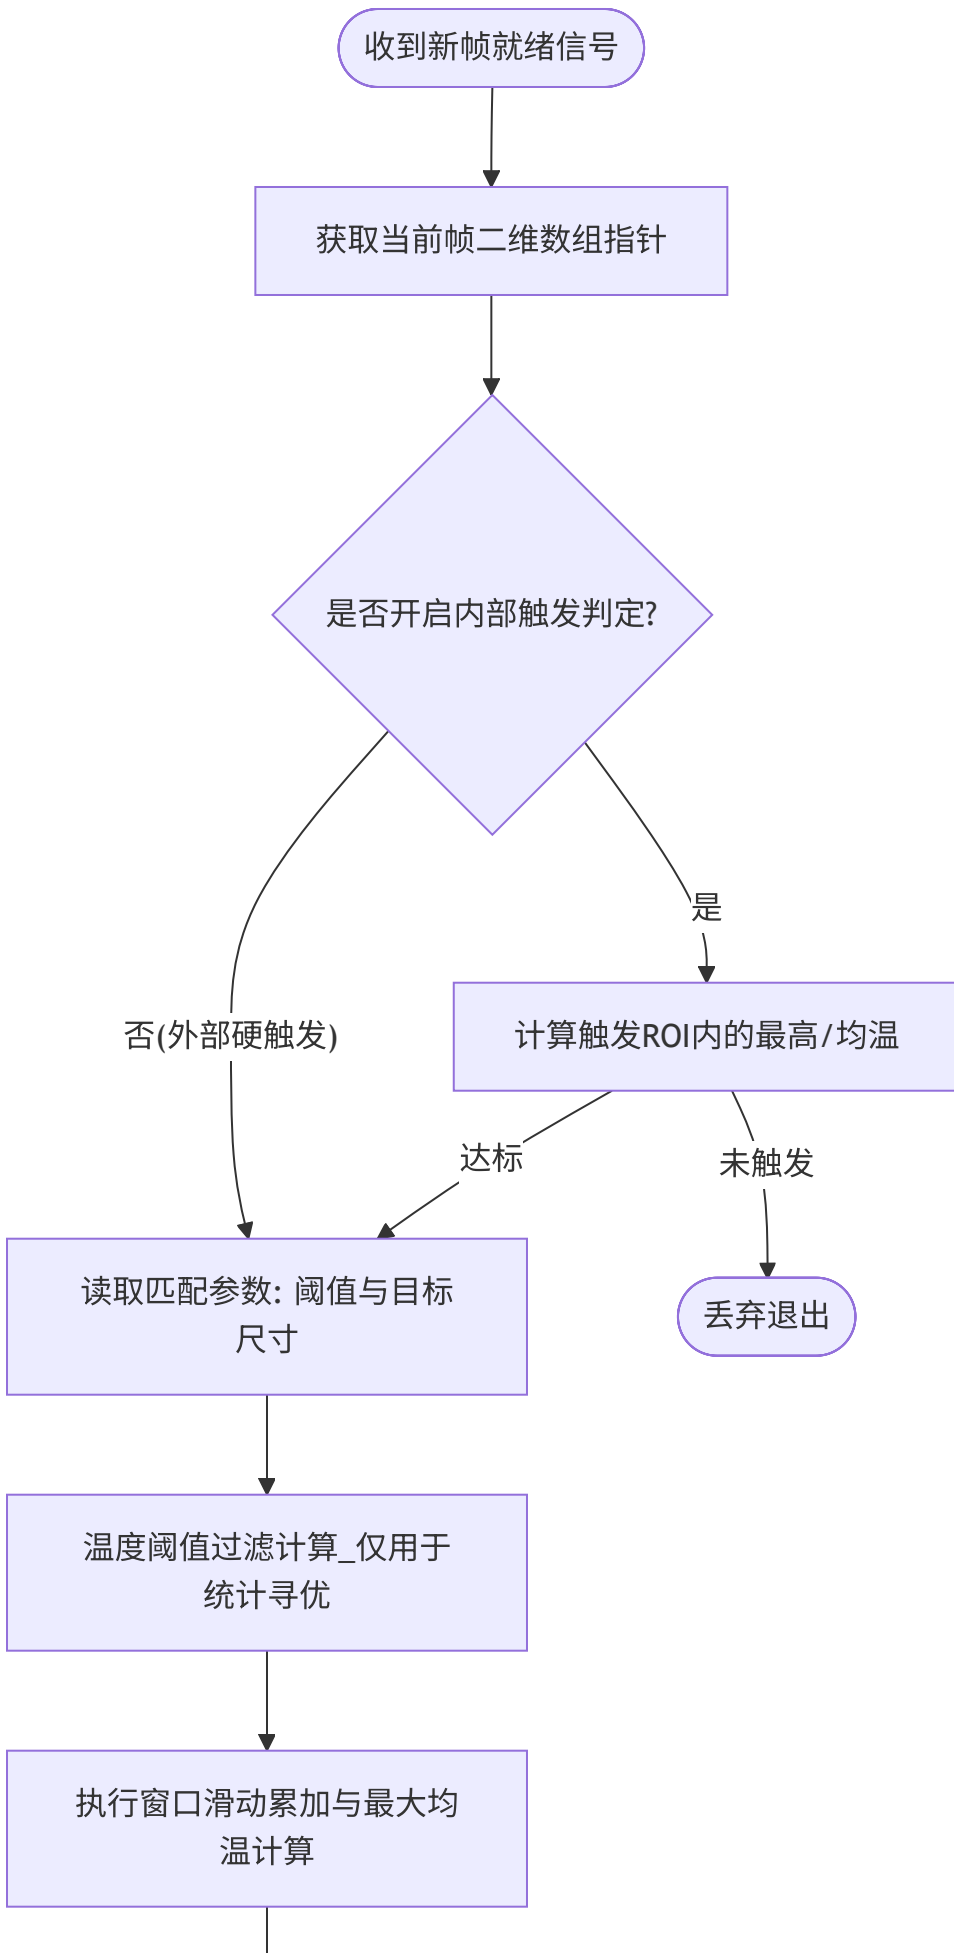 收到新帧就绪信号
获取当前帧二维数组指针
是否开启内部触发判定?
是
否(外部硬触发)
计算触发ROI内的最高/均温
达标
未触发
读取匹配参数: 阈值与目标
尺寸
丢弃退出
温度阈值过滤计算_仅用于
统计寻优
执行窗口滑动累加与最大均
温计算